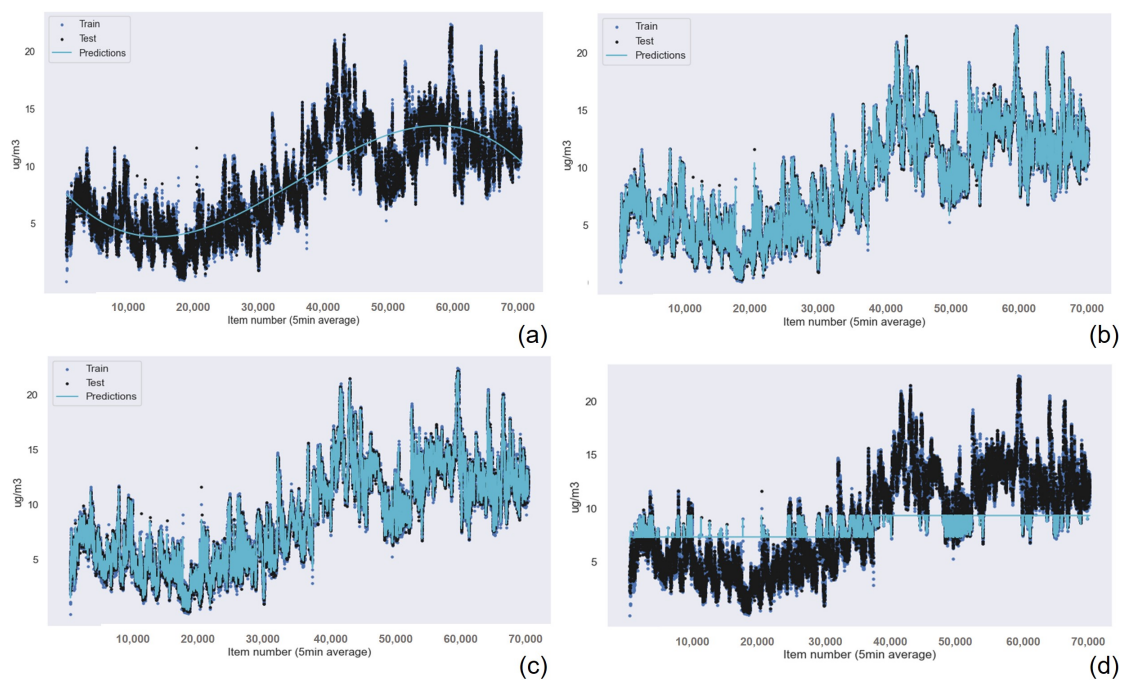 Train
Test
Predictions
20
15
10
5
ug/m3
10,000 20,000 30,000 40,000 50,000 60,000 70,000
Item number (5min average)
(a)
Train
Test
Predictions
20
15
10
5
ug/m3
10,000 20,000 30,000 40,000 50,000 60,000 70,000
Item number (5min average)
(b)
Train
Test
Predictions
20
15
10
5
ug/m3
10,000 20,000 30,000 40,000 50,000 60,000 70,000
Item number (5min average)
(c)
20
15
10
5
ug/m3
10,000 20,000 30,000 40,000 50,000 60,000 70,000
Item number (5min average)
(d)